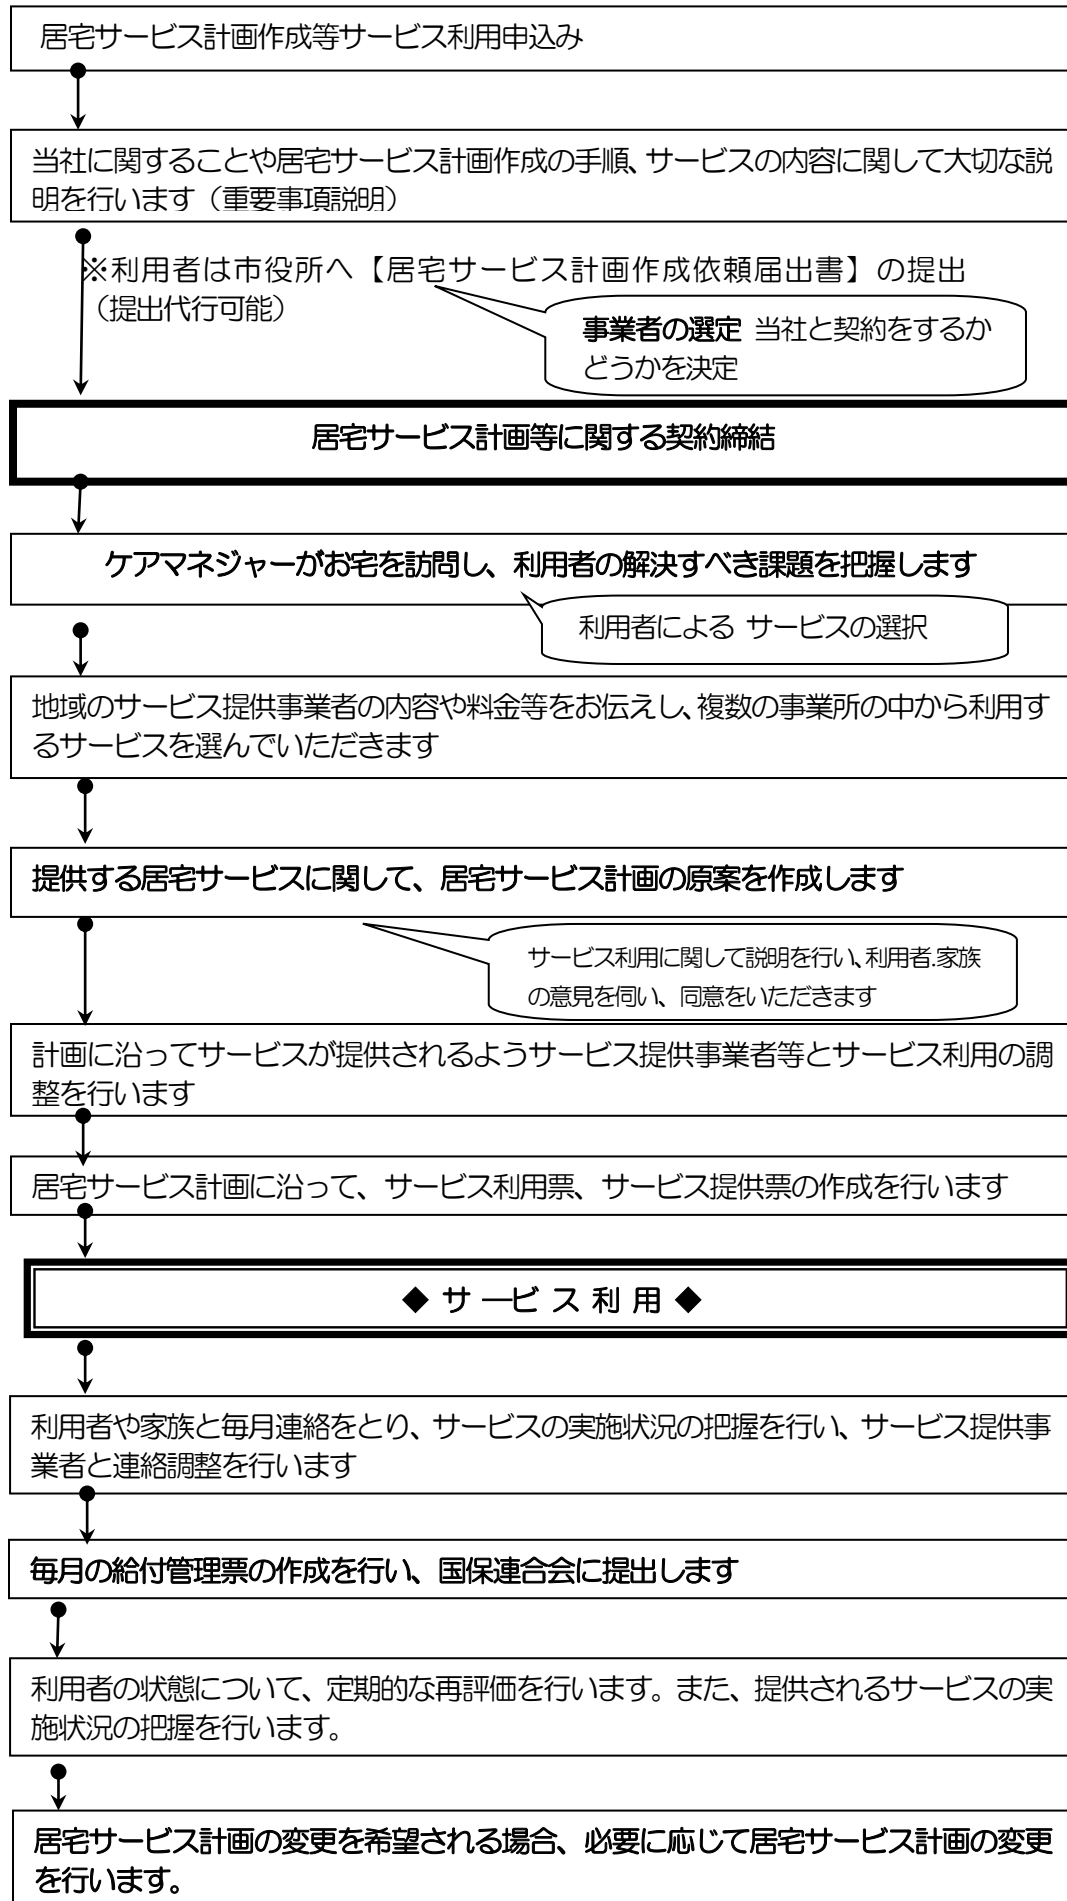 居宅サービス計画作成等サービス利用申込み
当社に関することや居宅サービス計画作成の手順、サービスの内容に関して大切な説
明を行います（重要事項説明）
※利用者は市役所へ【居宅サービス計画作成依頼届出書】の提出
（提出代行可能）
事業者の選定 当社と契約をするか
どうかを決定
居宅サービス計画等に関する契約締結
ケアマネジャーがお宅を訪問し、利用者の解決すべき課題を把握します
利用者による サービスの選択
地域のサービス提供事業者の内容や料金等をお伝えし、複数の事業所の中から利用す
るサービスを選んでいただきます
提供する居宅サービスに関して、居宅サービス計画の原案を作成します
サービス利用に関して説明を行い、利用者.家族
の意見を伺い、同意をいただきます
計画に沿ってサービスが提供されるようサービス提供事業者等とサービス利用の調
整を行います
居宅サービス計画に沿って、サービス利用票、サービス提供票の作成を行います
◆ サ ービ ス 利 用 ◆
利用者や家族と毎月連絡をとり、サービスの実施状況の把握を行い、サービス提供事
業者と連絡調整を行います
毎月の給付管理票の作成を行い、国保連合会に提出します
利用者の状態について、定期的な再評価を行います。また、提供されるサービスの実
施状況の把握を行います。
居宅サービス計画の変更を希望される場合、必要に応じて居宅サービス計画の変更
を行います。